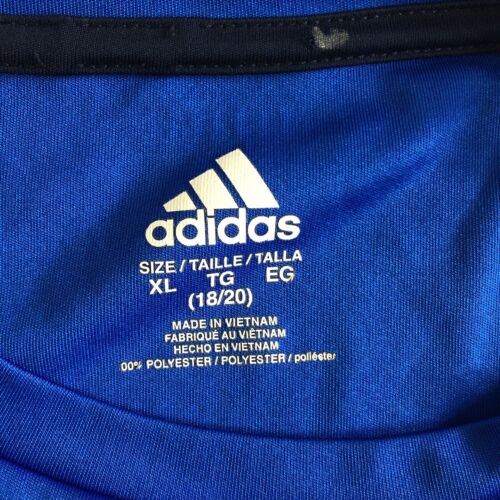 adidas
SIZE / TAILLE / TALLA
XL TG EG
(18/20)
MADE IN VIETNAM
FABRIQUÉ AU VIÊTNAM
HECHO EN VIETNAM
00% POLYESTER / POLYESTER / poliéster